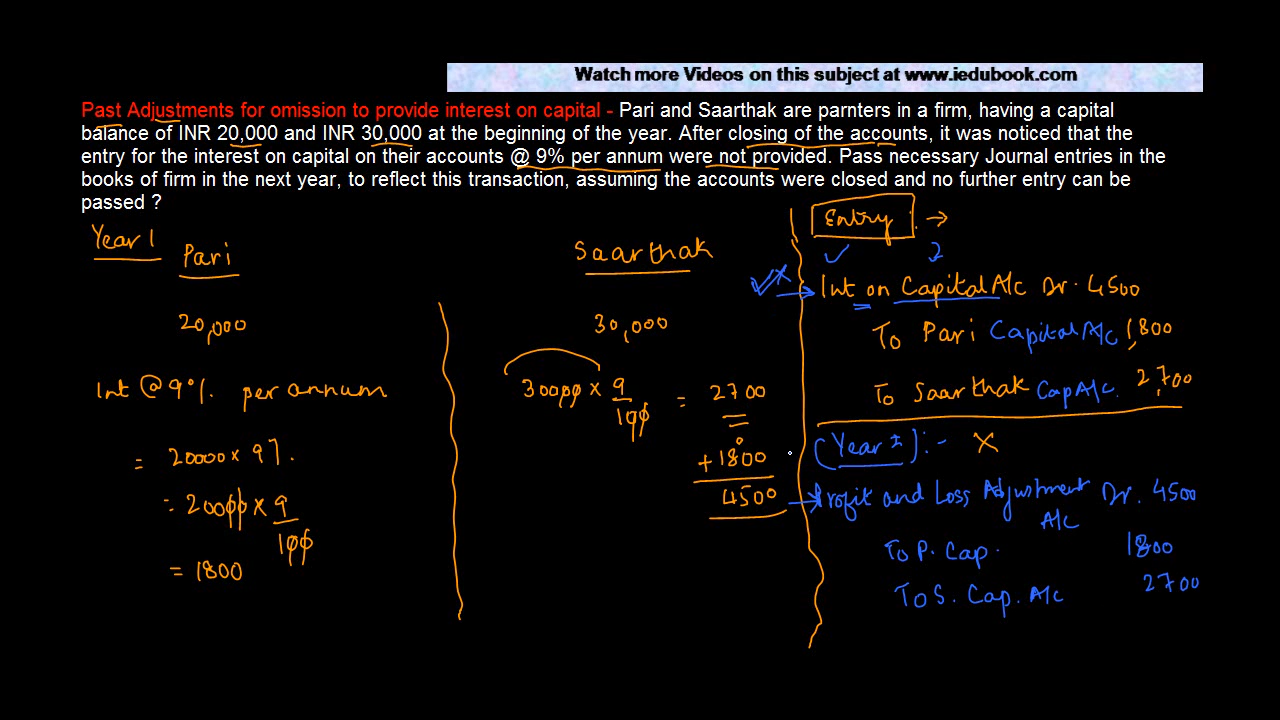 Watch more Videos on this subject at www.iedubook.com
Past Adjustments for omission to provide interest on capital - Pari and Saarthak are parnters in a firm, having a capital
balance of INR 20,000 and INR 30,000 at the beginning of the year. After closing of the accounts, it was noticed that the
entry for the interest on capital on their accounts @ 9% per annum were not provided. Pass necessary Journal entries in the
books of firm in the next year, to reflect this transaction, assuming the accounts were closed and no further entry can be
passed ?
Year 1
Pari
20,000
Int @ 9% per annum
= 20000 x 9%.
= 20000 x 9/100
= 1800
Saarthak
30,000
30000 x 9/100 = 2700
+1800
4500
Entry :→
Int on Capital A/c Dr. 4500
To Pari Capital A/c 1,800
To Saarthak Cap A/c. 2,700
(Year I) :- X
Profit and Loss Adjustment A/c Dr. 4500
To P. Cap. 1800
To S. Cap. A/c 2700